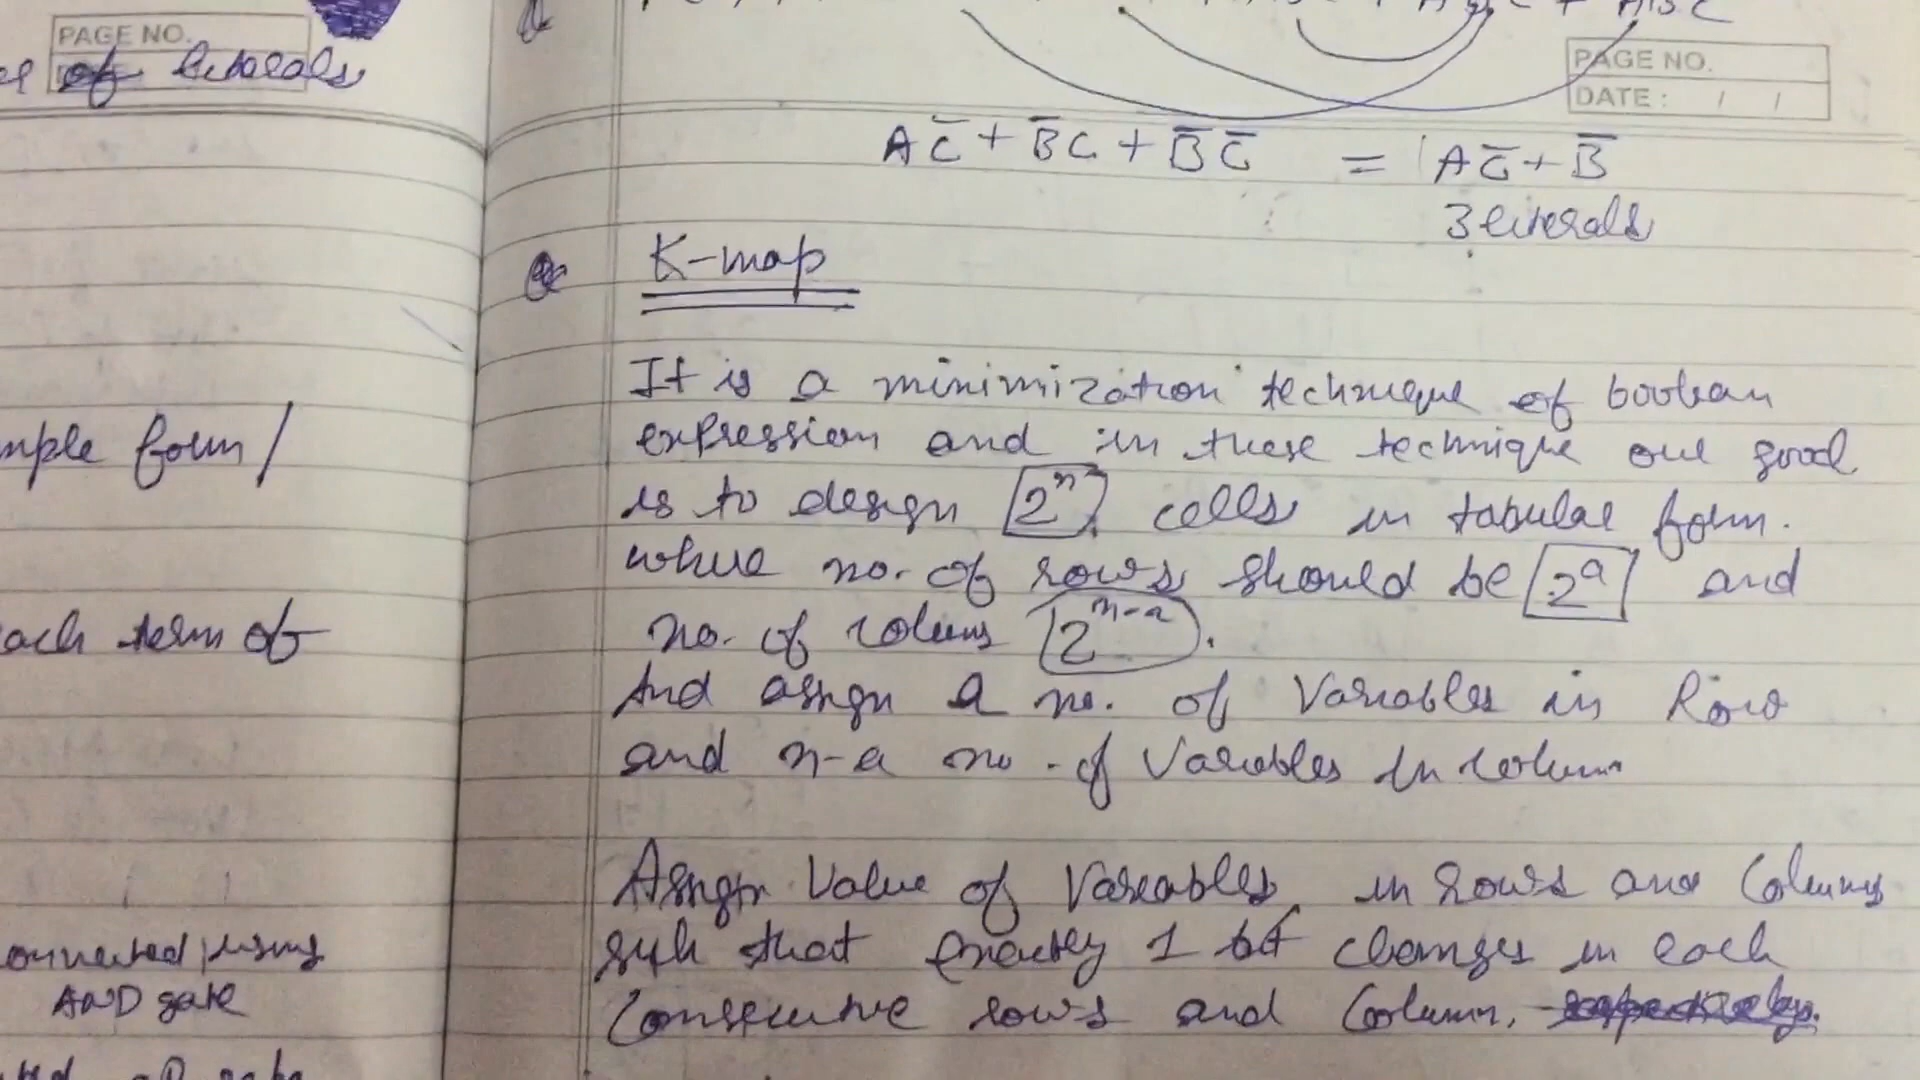 PAGE NO.
of literals
mple form/
ach term of
onnected using
AND gate
PAGE NO.
DATE : / /
AC̅ + B̅C + B̅C̅ = AC̅ + B̅
3 literals
K-map
It is a minimization technique of boolean
expression and in these technique our goal
is to design 2ⁿ cells in tabular form.
where no. of rows should be 2ᵃ and
no. of colums 2ⁿ⁻ᵃ.
And assign a no. of Variables in Row
and n-a no. of Variables in colum
Assign Value of Variables in rows and Columns
such that exactly 1 bit changes in each
Consecutive rows and Column.